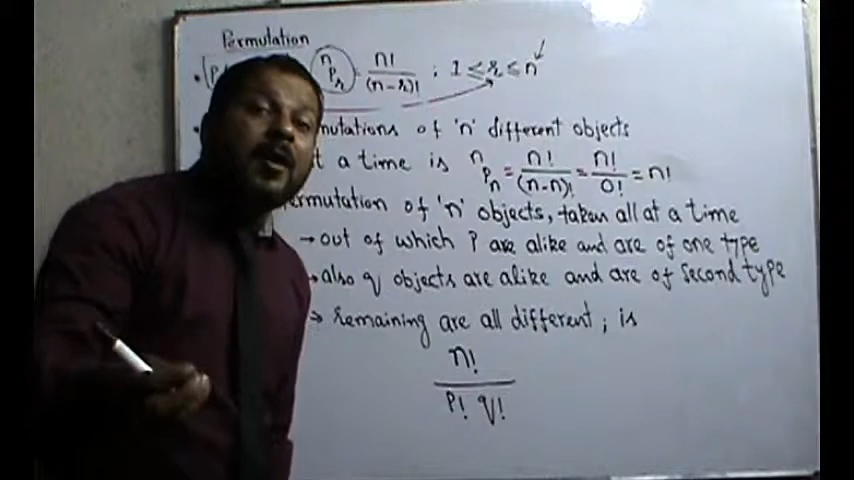 Permutation
• ⁿPᵣ = n!/(n-r)! ; 1 ≤ r ≤ n
mutations of 'n' different objects
t a time is ⁿPₙ = n!/(n-n)! = n!/0! = n!
ermutation of 'n' objects, taken all at a time
→ out of which P are alike and are of one type
→ also q objects are alike and are of second type
→ remaining are all different; is
n!/P! q!